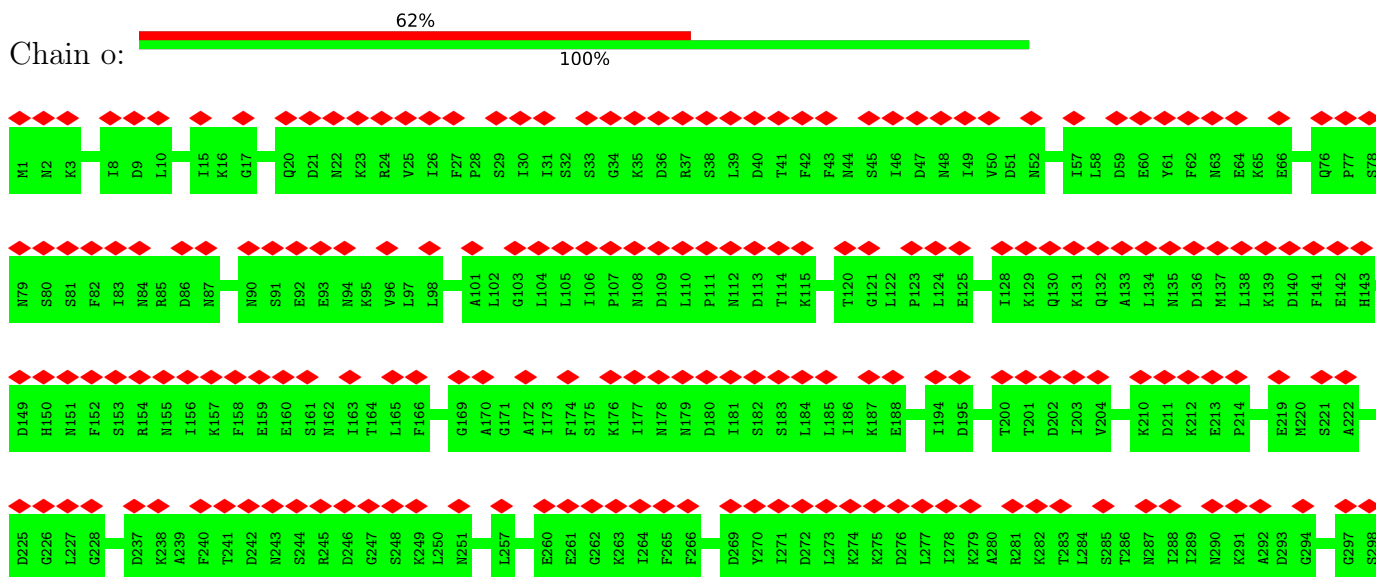 62%
Chain o:
100%
M1 N2 K3 I8 D9 L10 I15 K16 G17 Q20 D21 N22 K23 R24 V25 I26 F27 P28 S29 I30 I31 S32 S33 G34 K35 D36 R37 S38 L39 D40 T41 F42 F43 N44 S45 I46 D47 N48 I49 V50 D51 N52 I57 L58 D59 E60 Y61 F62 N63 E64 K65 E66 Q76 P77 S78
N79 S80 S81 F82 I83 N84 R85 D86 N87 N90 S91 E92 E93 N94 K95 V96 L97 L98 A101 L102 G103 L104 L105 I106 P107 N108 D109 L110 P111 N112 D113 T114 K115 T120 G121 L122 P123 L124 E125 I128 K129 Q130 K131 Q132 A133 L134 N135 D136 M137 L138 K139 D140 F141 E142 H143
D149 H150 N151 F152 S153 R154 N155 I156 K157 F158 E159 E160 S161 N162 I163 T164 L165 F166 G169 A170 G171 A172 I173 F174 S175 K176 I177 N178 N179 D180 I181 S182 S183 L184 L185 I186 K187 E188 I194 D195 T200 T201 D202 I203 V204 K210 D211 K212 E213 P214 E219 M220 S221 A222
D225 G226 L227 G228 D237 K238 A239 F240 T241 D242 N243 S244 R245 D246 G247 S248 K249 L250 N251 L257 E260 E261 G262 K263 I264 F265 F266 D269 Y270 I271 D272 L273 K274 K275 D276 L277 I278 K279 A280 R281 K282 T283 L284 S285 T286 N287 I288 I289 N290 K291 A292 D293 G294 G297 S298